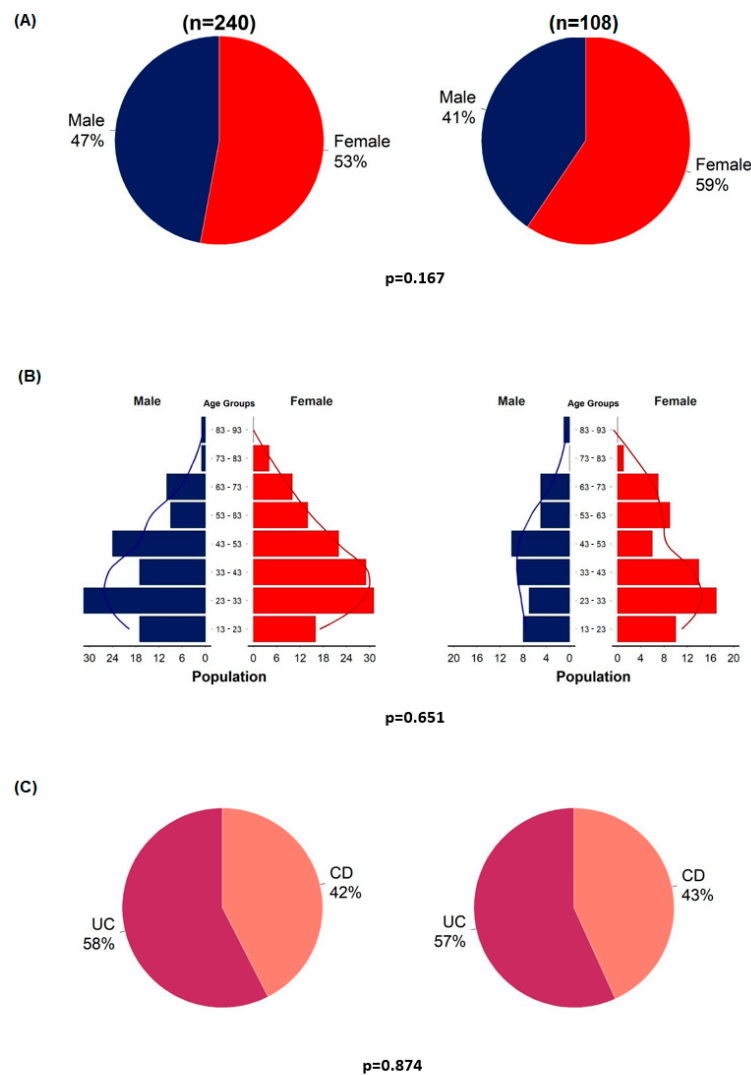 (A)
(n=240)
(n=108)
Male
47%
Female
53%
Male
41%
Female
59%
p=0.167
(B)
Male
Age Groups
Female
83 - 93
73 - 83
63 - 73
53 - 63
43 - 53
33 - 43
23 - 33
13 - 23
30 24 18 12 6 0
0 6 12 18 24 30
Population
Male
Age Groups
Female
83 - 93
73 - 83
63 - 73
53 - 63
43 - 53
33 - 43
23 - 33
13 - 23
20 16 12 8 4 0
0 4 8 12 16 20
Population
p=0.651
(C)
CD
42%
UC
58%
CD
43%
UC
57%
p=0.874